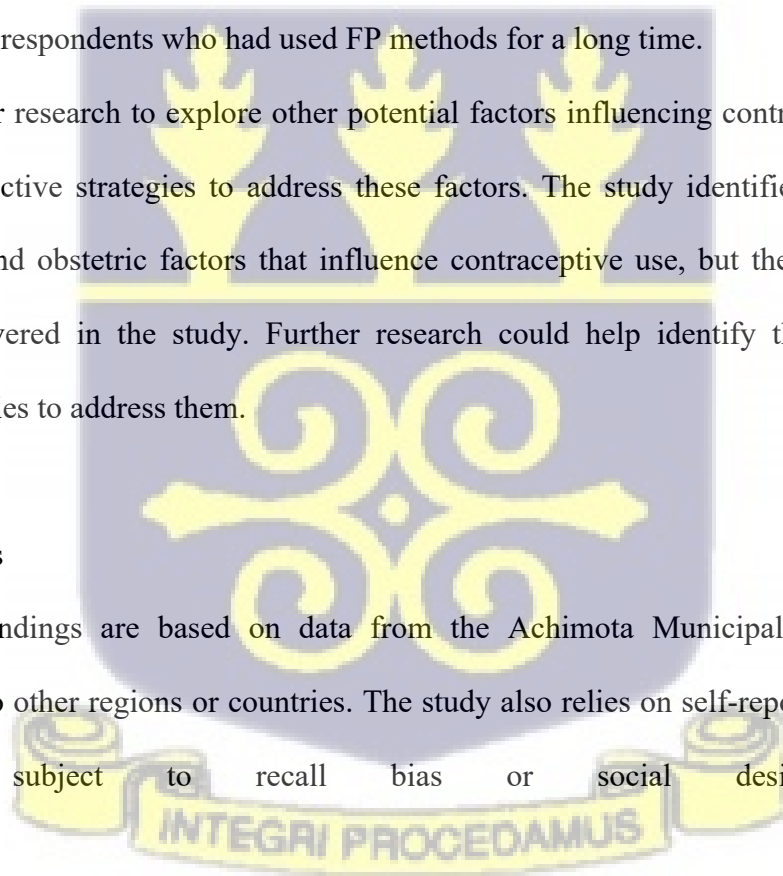 respondents who had used FP methods for a long time.
r research to explore other potential factors influencing contr
ctive strategies to address these factors. The study identifie
nd obstetric factors that influence contraceptive use, but the
vered in the study. Further research could help identify t
ies to address them.
s
ndings are based on data from the Achimota Municipal
o other regions or countries. The study also relies on self-repo
subject to recall bias or social desi
INTEGRI PROCEDAMUS